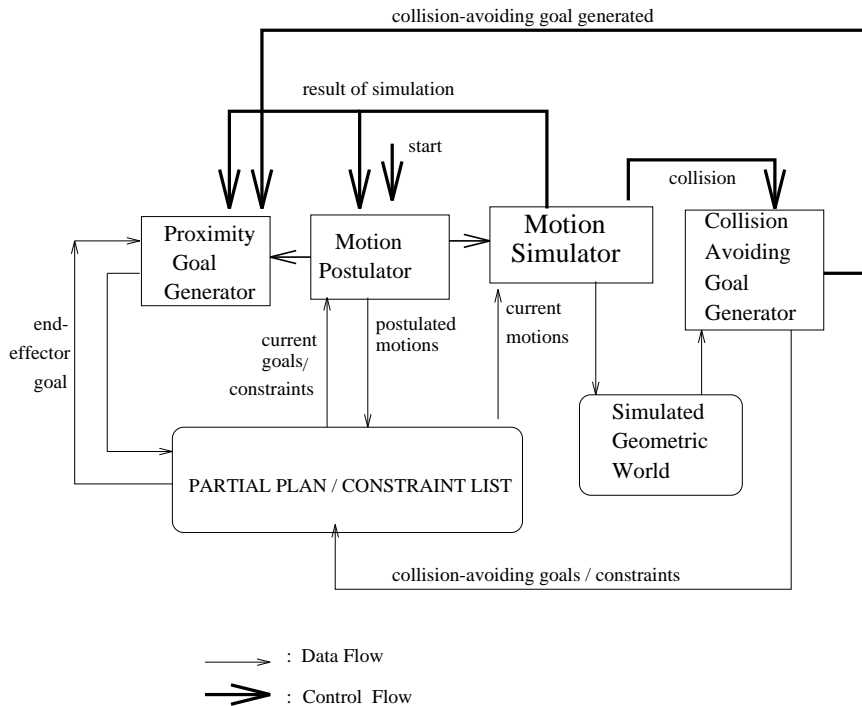 collision-avoiding goal generated
result of simulation
start
collision
Proximity
Goal
Generator
Motion
Postulator
Motion
Simulator
Collision
Avoiding
Goal
Generator
end-
effector
goal
current
goals/
constraints
postulated
motions
current
motions
Simulated
Geometric
World
PARTIAL PLAN / CONSTRAINT LIST
collision-avoiding goals / constraints
: Data Flow
: Control Flow